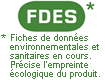 FDES *
* Fiches de données
environnementales et
sanitaires en cours.
Précise l'empreinte
écologique du produit.